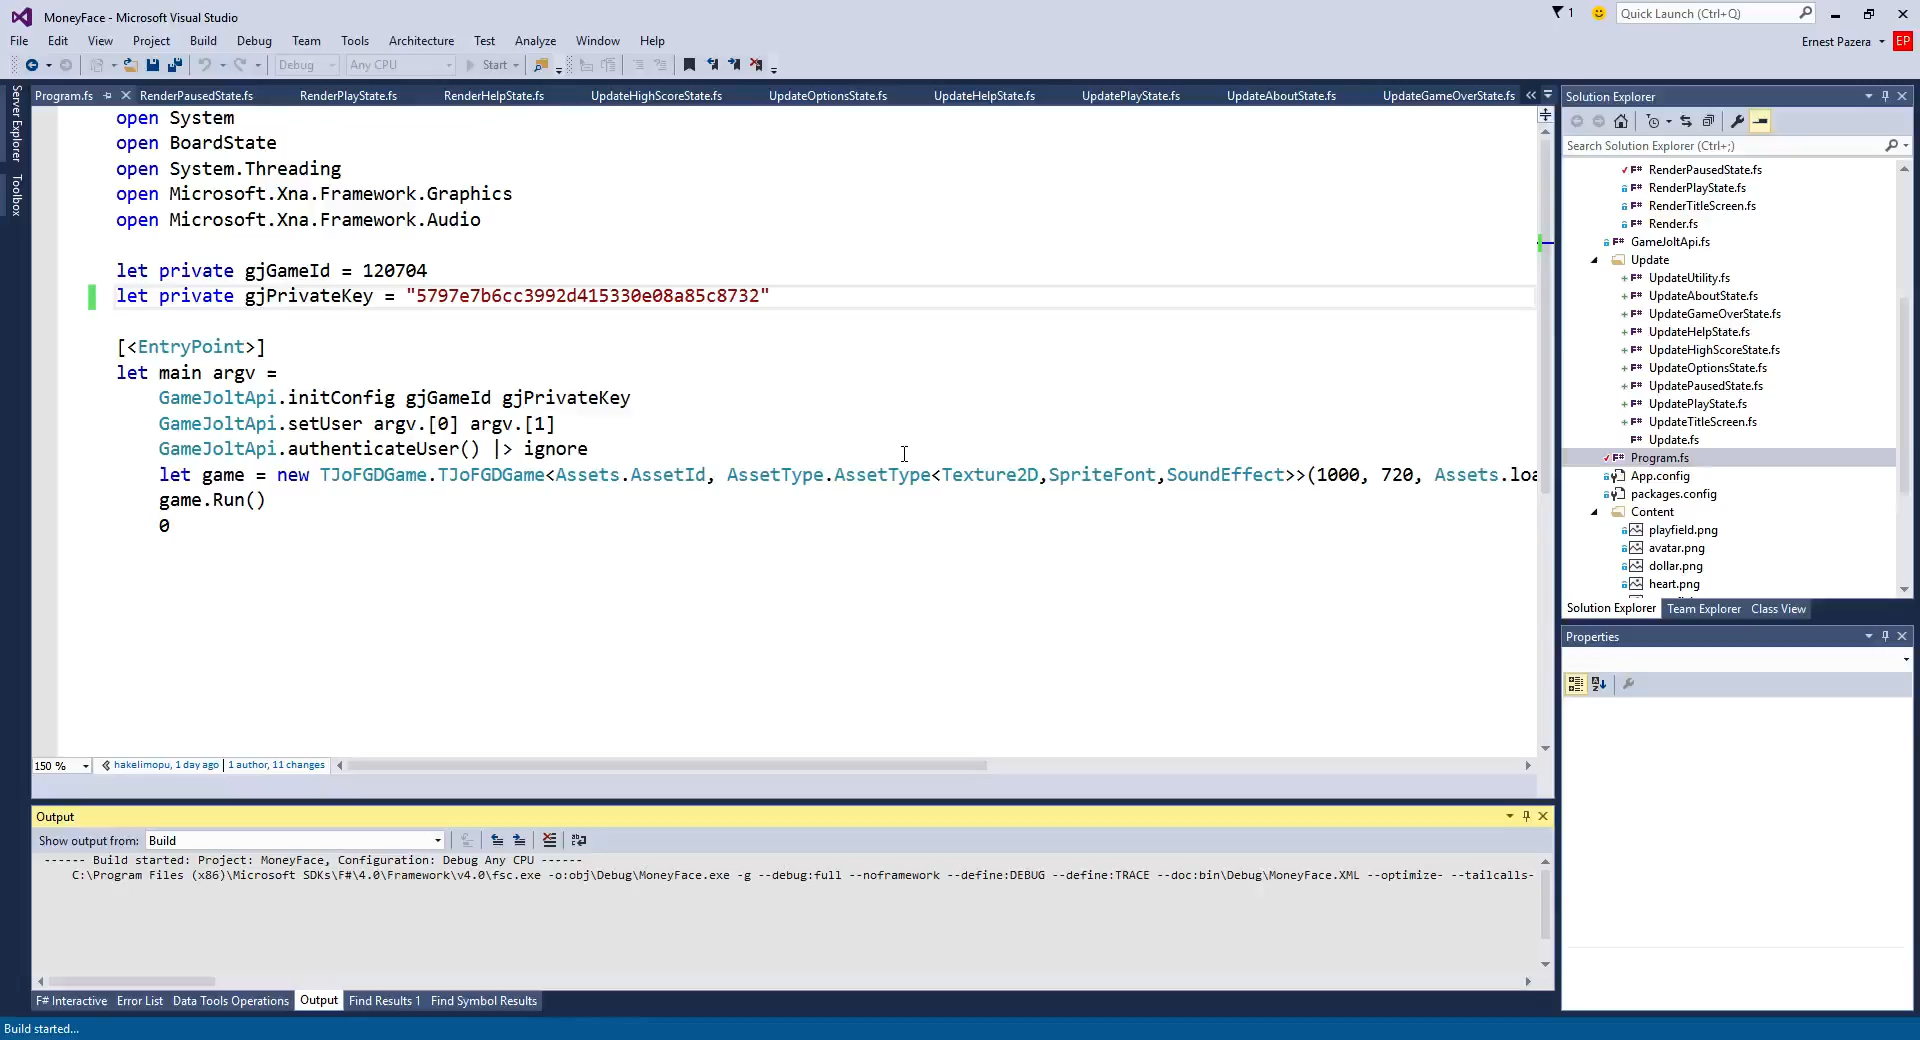 MoneyFace - Microsoft Visual Studio
1
Quick Launch (Ctrl+Q)
File Edit View Project Build Debug Team Tools Architecture Test Analyze Window Help
Ernest Pazera
EP
Debug
Any CPU
Start
Server Explorer
Toolbox
Program.fs
RenderPausedState.fs
RenderPlayState.fs
RenderHelpState.fs
UpdateHighScoreState.fs
UpdateOptionsState.fs
UpdateHelpState.fs
UpdatePlayState.fs
UpdateAboutState.fs
UpdateGameOverState.fs
open System
open BoardState
open System.Threading
open Microsoft.Xna.Framework.Graphics
open Microsoft.Xna.Framework.Audio
let private gjGameId = 120704
let private gjPrivateKey = "5797e7b6cc3992d415330e08a85c8732"
[<EntryPoint>]
let main argv =
GameJoltApi.initConfig gjGameId gjPrivateKey
GameJoltApi.setUser argv.[0] argv.[1]
GameJoltApi.authenticateUser() |> ignore
let game = new TJoFGDGame.TJoFGDGame<Assets.AssetId, AssetType.AssetType<Texture2D,SpriteFont,SoundEffect>>(1000, 720, Assets.loa
game.Run()
0
150 %
hakelimopu, 1 day ago | 1 author, 11 changes
Output
Show output from: Build
------ Build started: Project: MoneyFace, Configuration: Debug Any CPU ------
C:\Program Files (x86)\Microsoft SDKs\F#\4.0\Framework\v4.0\fsc.exe -o:obj\Debug\MoneyFace.exe -g --debug:full --noframework --define:DEBUG --define:TRACE --doc:bin\Debug\MoneyFace.XML --optimize- --tailcalls-
F# Interactive Error List Data Tools Operations Output Find Results 1 Find Symbol Results
Build started...
Solution Explorer
Search Solution Explorer (Ctrl+;)
F# RenderPausedState.fs
F# RenderPlayState.fs
F# RenderTitleScreen.fs
F# Render.fs
F# GameJoltApi.fs
Update
F# UpdateUtility.fs
F# UpdateAboutState.fs
F# UpdateGameOverState.fs
F# UpdateHelpState.fs
F# UpdateHighScoreState.fs
F# UpdateOptionsState.fs
F# UpdatePausedState.fs
F# UpdatePlayState.fs
F# UpdateTitleScreen.fs
F# Update.fs
F# Program.fs
App.config
packages.config
Content
playfield.png
avatar.png
dollar.png
heart.png
Solution Explorer Team Explorer Class View
Properties